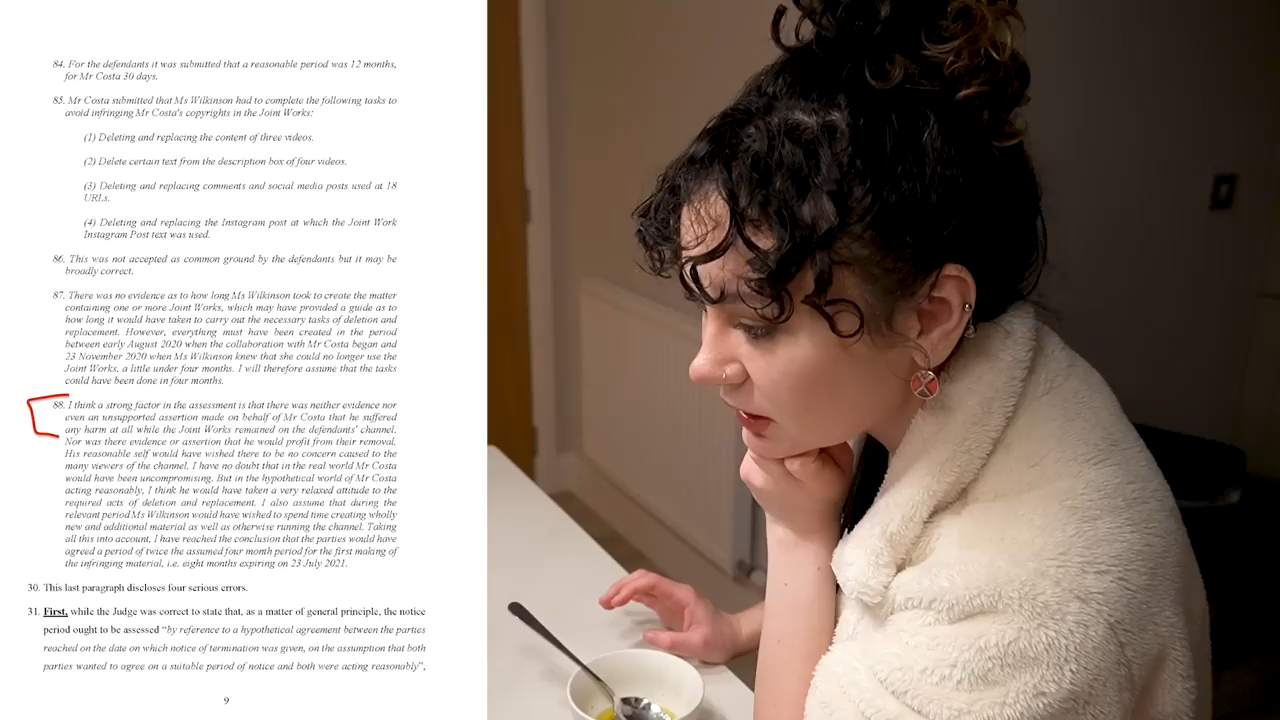 84. For the defendants it was submitted that a reasonable period was 12 months,
for Mr Costa 30 days.
85. Mr Costa submitted that Ms Wilkinson had to complete the following tasks to
avoid infringing Mr Costa's copyrights in the Joint Works:
(1) Deleting and replacing the content of three videos.
(2) Delete certain text from the description box of four videos.
(3) Deleting and replacing comments and social media posts used at 18
URLs.
(4) Deleting and replacing the Instagram post at which the Joint Work
Instagram Post text was used.
86. This was not accepted as common ground by the defendants but it may be
broadly correct.
87. There was no evidence as to how long Ms Wilkinson took to create the matter
containing one or more Joint Works, which may have provided a guide as to
how long it would have taken to carry out the necessary tasks of deletion and
replacement. However, everything must have been created in the period
between early August 2020 when the collaboration with Mr Costa began and
23 November 2020 when Ms Wilkinson knew that she could no longer use the
Joint Works, a little under four months. I will therefore assume that the tasks
could have been done in four months.
88. I think a strong factor in the assessment is that there was neither evidence nor
even an unsupported assertion made on behalf of Mr Costa that he suffered
any harm at all while the Joint Works remained on the defendants' channel.
Nor was there evidence or assertion that he would profit from their removal.
His reasonable self would have wished there to be no concern caused to the
many viewers of the channel. I have no doubt that in the real world Mr Costa
would have been uncompromising. But in the hypothetical world of Mr Costa
acting reasonably, I think he would have taken a very relaxed attitude to the
required acts of deletion and replacement. I also assume that during the
relevant period Ms Wilkinson would have wished to spend time creating wholly
new and additional material as well as otherwise running the channel. Taking
all this into account, I have reached the conclusion that the parties would have
agreed a period of twice the assumed four month period for the first making of
the infringing material, i.e. eight months expiring on 23 July 2021.
30. This last paragraph discloses four serious errors.
31. First, while the Judge was correct to state that, as a matter of general principle, the notice
period ought to be assessed “by reference to a hypothetical agreement between the parties
reached on the date on which notice of termination was given, on the assumption that both
parties wanted to agree on a suitable period of notice and both were acting reasonably”,
9